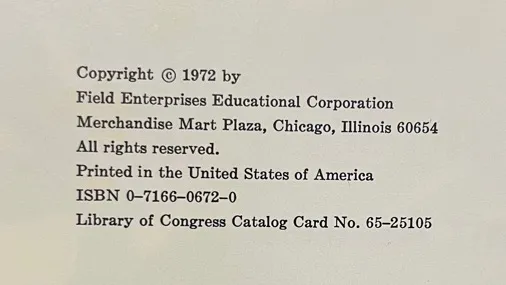 Copyright © 1972 by
Field Enterprises Educational Corporation
Merchandise Mart Plaza, Chicago, Illinois 60654
All rights reserved.
Printed in the United States of America
ISBN 0–7166–0672–0
Library of Congress Catalog Card No. 65–25105